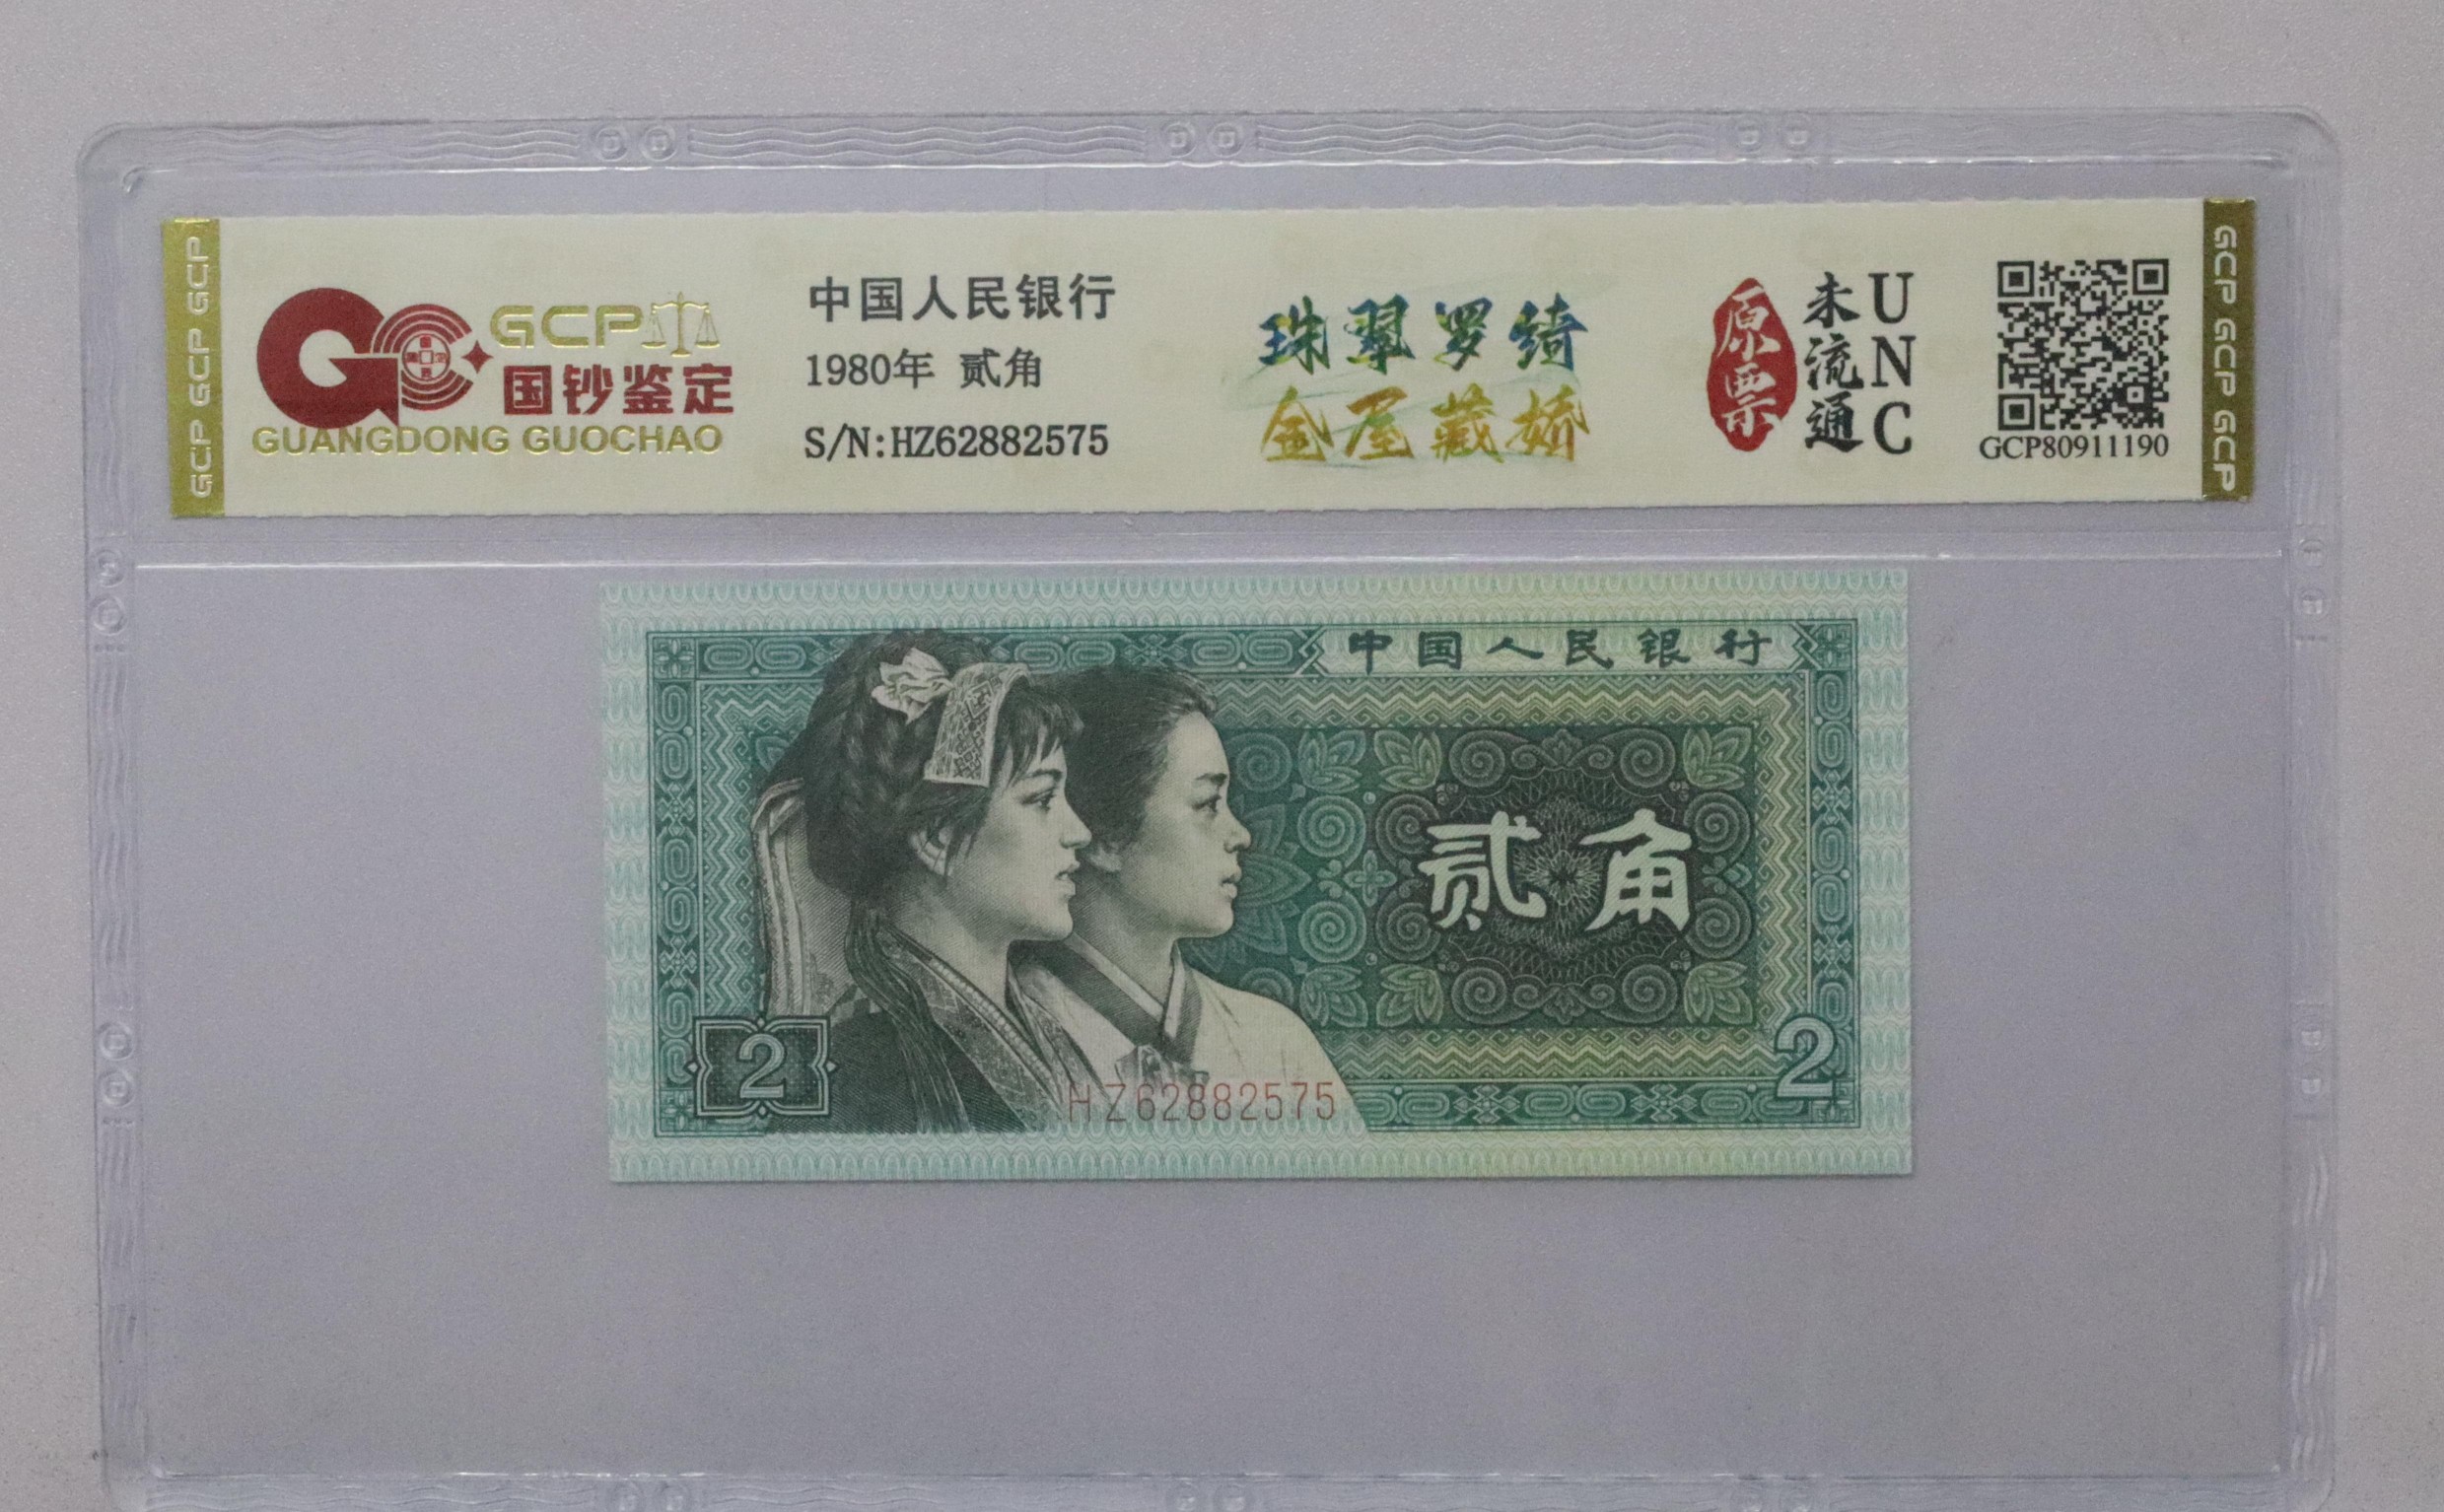 GCP GCP GCP
GCP
国钞鉴定
GUANGDONG GUOCHAO
中国人民银行
1980年 贰角
S/N:HZ62882575
珠翠罗绮
金屋藏娇
原票
未流通
UNC
GCP80911190
GCP GCP GCP
中国人民银行
贰角
2
2
HZ62882575